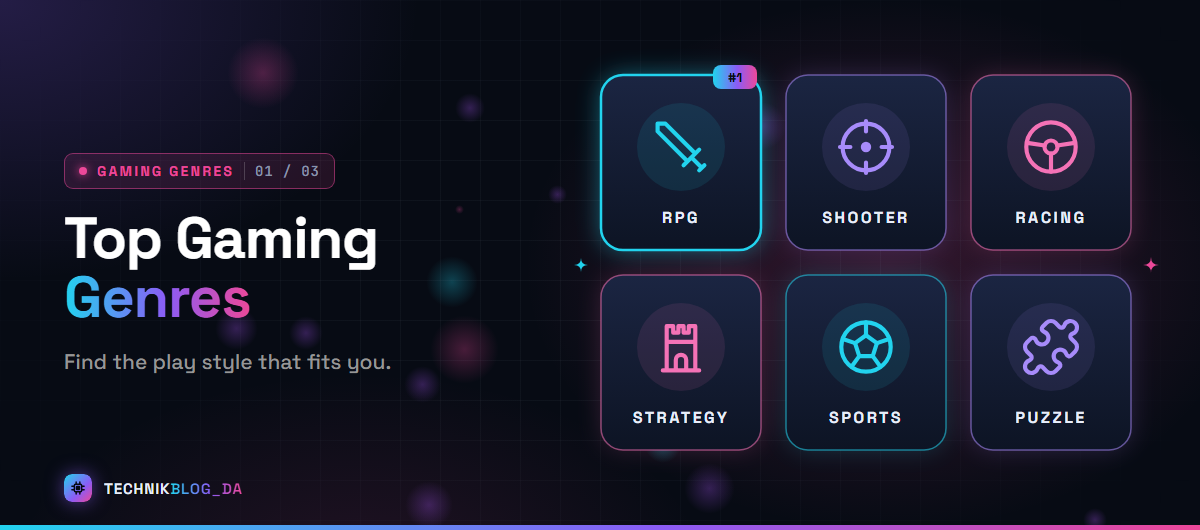 GAMING GENRES 01 / 03
Top Gaming
Genres
Find the play style that fits you.
TECHNIKBLOG_DA
#1
RPG
SHOOTER
RACING
STRATEGY
SPORTS
PUZZLE